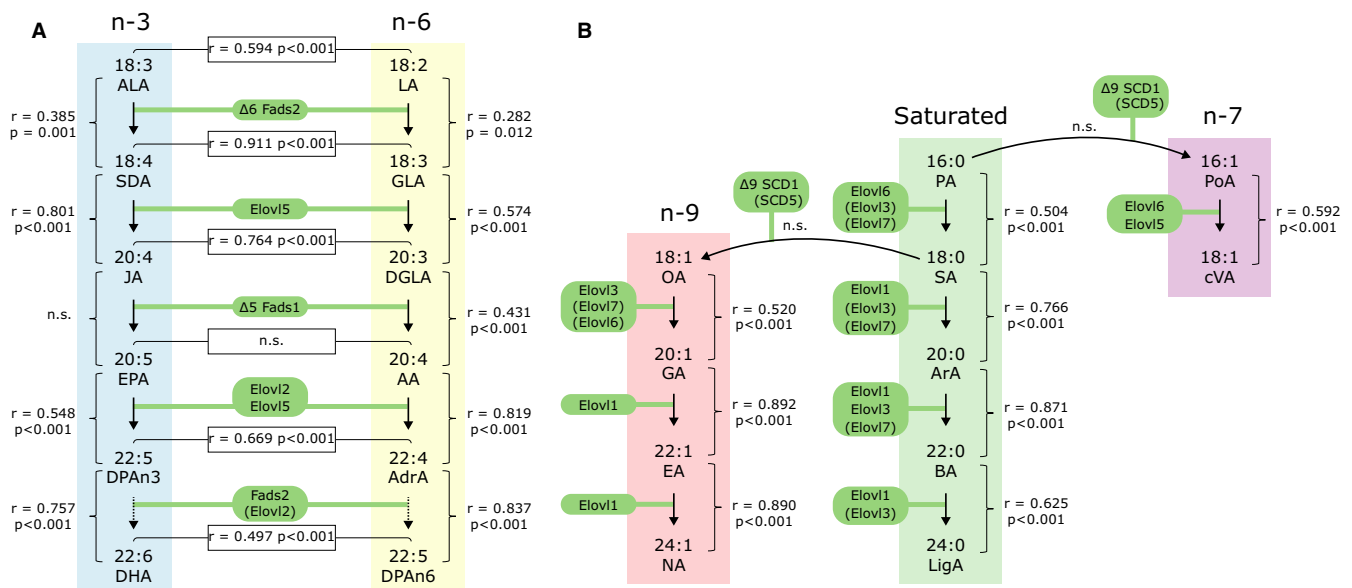 A
n-3
n-6
r = 0.594 p<0.001
18:3
ALA
18:2
LA
r = 0.385
p = 0.001
Δ6 Fads2
r = 0.282
p = 0.012
r = 0.911 p<0.001
18:4
SDA
18:3
GLA
r = 0.801
p<0.001
Elovl5
r = 0.574
p<0.001
r = 0.764 p<0.001
20:4
JA
20:3
DGLA
n.s.
Δ5 Fads1
r = 0.431
p<0.001
n.s.
20:5
EPA
20:4
AA
r = 0.548
p<0.001
Elovl2
Elovl5
r = 0.819
p<0.001
r = 0.669 p<0.001
22:5
DPAn3
22:4
AdrA
r = 0.757
p<0.001
Fads2
(Elovl2)
r = 0.837
p<0.001
r = 0.497 p<0.001
22:6
DHA
22:5
DPAn6
B
Δ9 SCD1
(SCD5)
Saturated
n.s.
n-7
16:0
PA
16:1
PoA
Elovl6
(Elovl3)
(Elovl7)
r = 0.504
p<0.001
Elovl6
Elovl5
r = 0.592
p<0.001
18:1
cVA
Δ9 SCD1
(SCD5)
n-9
n.s.
18:1
OA
18:0
SA
Elovl3
(Elovl7)
(Elovl6)
r = 0.520
p<0.001
Elovl1
(Elovl3)
(Elovl7)
r = 0.766
p<0.001
20:1
GA
20:0
ArA
Elovl1
r = 0.892
p<0.001
Elovl1
Elovl3
(Elovl7)
r = 0.871
p<0.001
22:1
EA
22:0
BA
Elovl1
r = 0.890
p<0.001
Elovl1
(Elovl3)
r = 0.625
p<0.001
24:1
NA
24:0
LigA